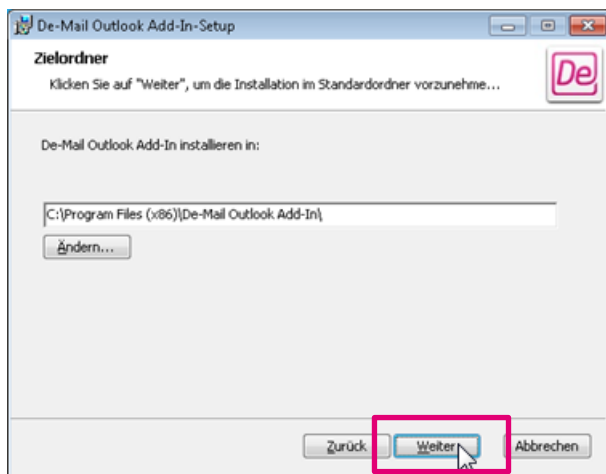 De-Mail Outlook Add-In-Setup
Zielordner
Klicken Sie auf "Weiter", um die Installation im Standardordner vorzunehme...
De
De-Mail Outlook Add-In installieren in:
C:\Program Files (x86)\De-Mail Outlook Add-In\
Ändern...
Zurück Weiter Abbrechen